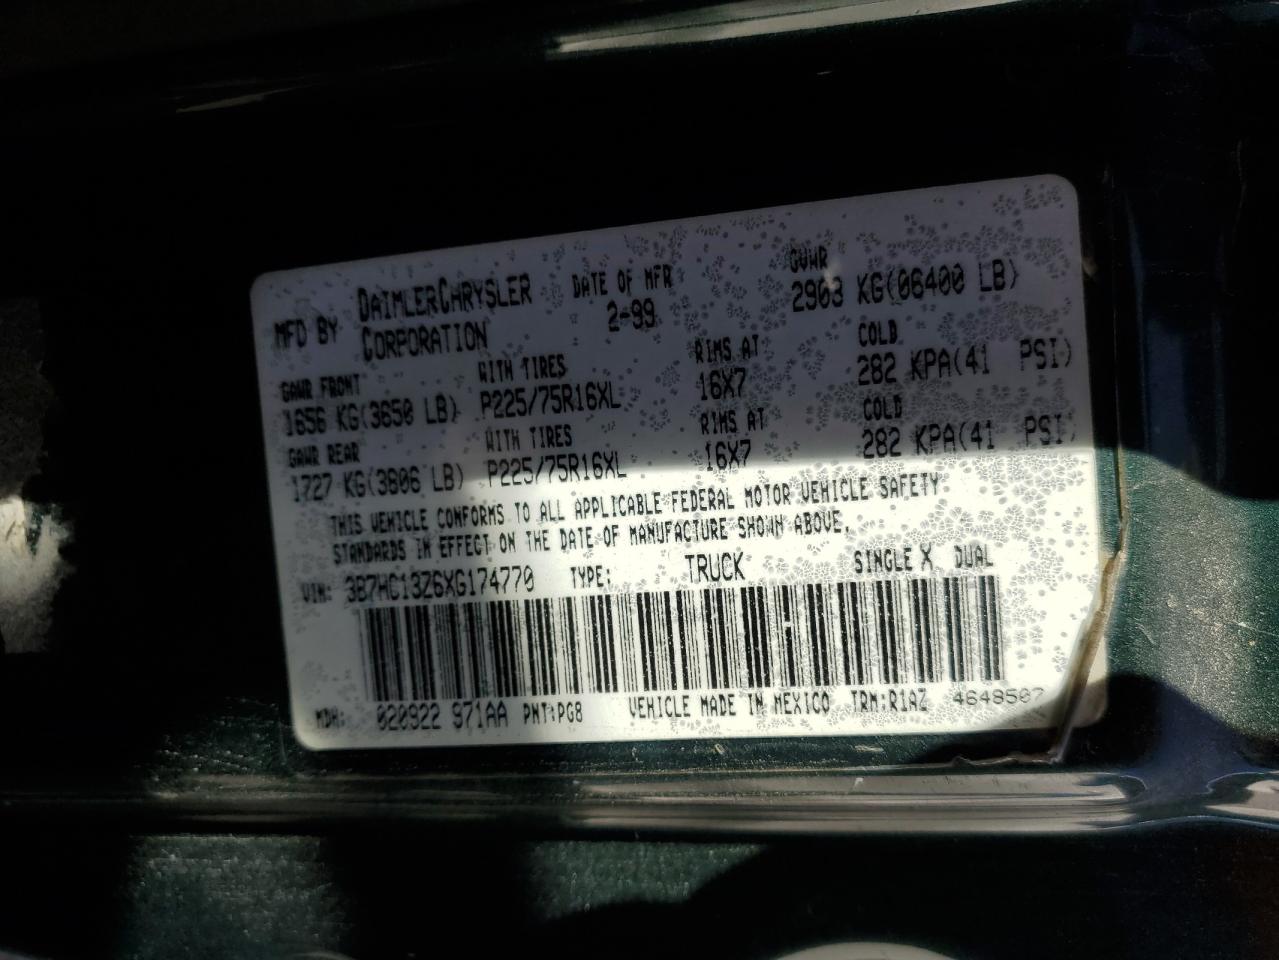 MFD BY DAIMLERCHRYSLER CORPORATION DATE OF MFR 2-99 GVWR 2903 KG(06400 LB)
GAWR FRONT WITH TIRES RIMS AT COLD
1656 KG(3650 LB) P225/75R16XL 16X7 282 KPA(41 PSI)
GAWR REAR WITH TIRES RIMS AT COLD
1727 KG(3806 LB) P225/75R16XL 16X7 282 KPA(41 PSI)
THIS VEHICLE CONFORMS TO ALL APPLICABLE FEDERAL MOTOR VEHICLE SAFETY
STANDARDS IN EFFECT ON THE DATE OF MANUFACTURE SHOWN ABOVE.
VIN: 3B7HC13Z6XG174770 TYPE: TRUCK SINGLE X DUAL
MDH: 020922 971AA PNT:PG8 VEHICLE MADE IN MEXICO TRM:R1AZ 4648507